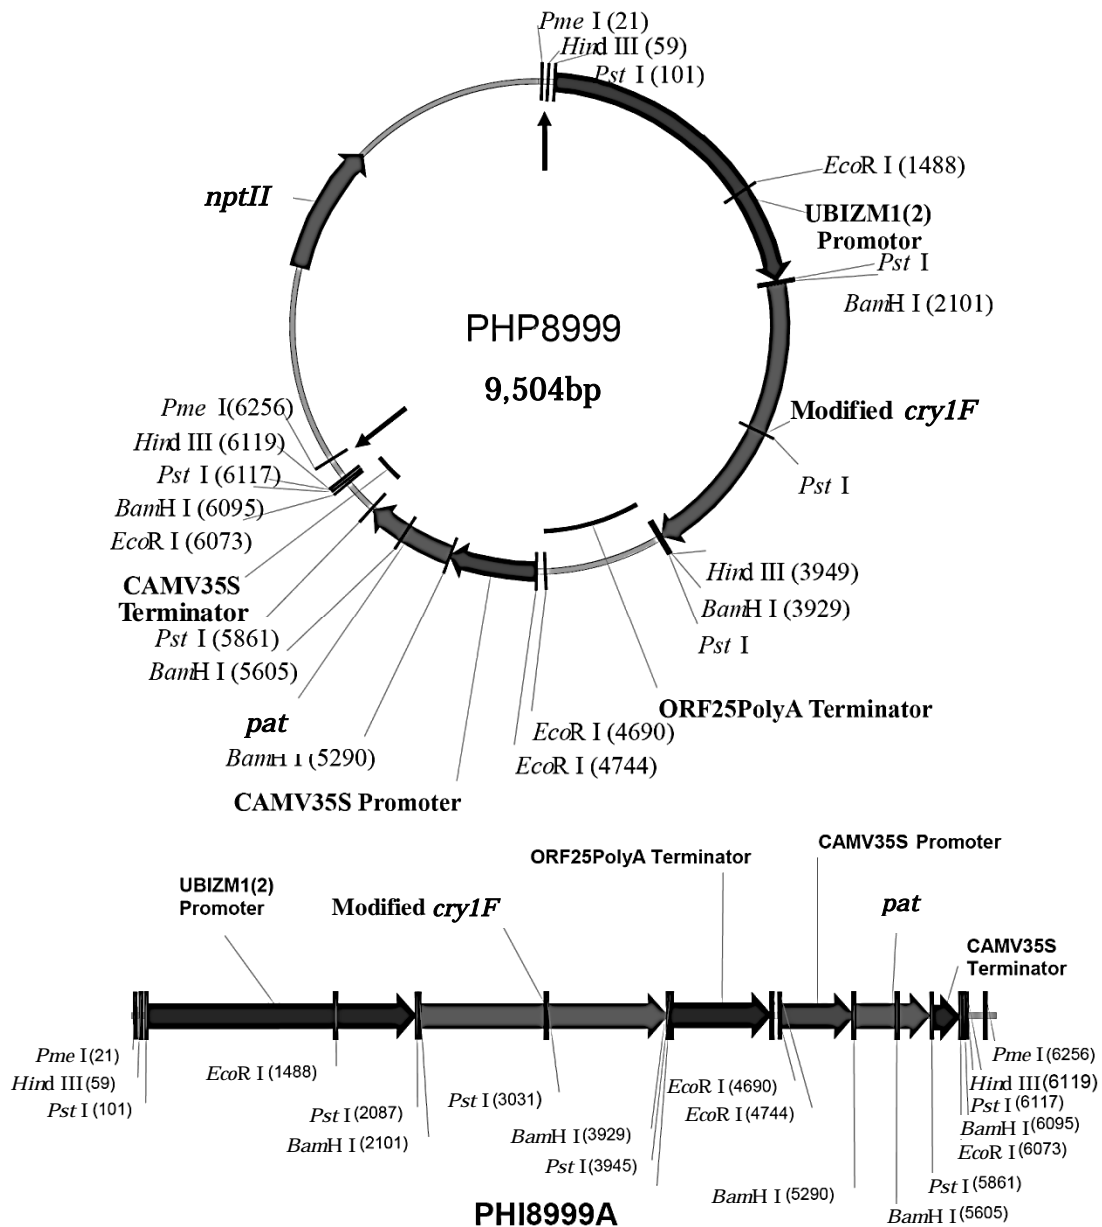 Pme I (21)
Hind III (59)
Pst I (101)
EcoR I (1488)
nptII
UBIZM1(2)
Promotor
Pst I
BamH I (2101)
PHP8999
9,504bp
Pme I(6256)
Modified cry1F
Hind III (6119)
Pst I (6117)
Pst I
BamH I (6095)
EcoR I (6073)
Hind III (3949)
CAMV35S
Terminator
BamH I (3929)
Pst I (5861)
Pst I
BamH I (5605)
ORF25PolyA Terminator
pat
EcoR I (4690)
BamH I (5290)
EcoR I (4744)
CAMV35S Promoter
CAMV35S Promoter
ORF25PolyA Terminator
UBIZM1(2)
Promoter
Modified cry1F
pat
CAMV35S
Terminator
Pme I(21)
Hind III(59)
Pst I(101)
EcoR I(1488)
Pst I(2087)
BamH I(2101)
Pst I(3031)
BamH I(3929)
Pst I(3945)
EcoR I(4690)
EcoR I(4744)
BamH I(5290)
Pme I(6256)
Hind III(6119)
Pst I(6117)
BamH I(6095)
EcoR I(6073)
Pst I(5861)
BamH I(5605)
PHI8999A